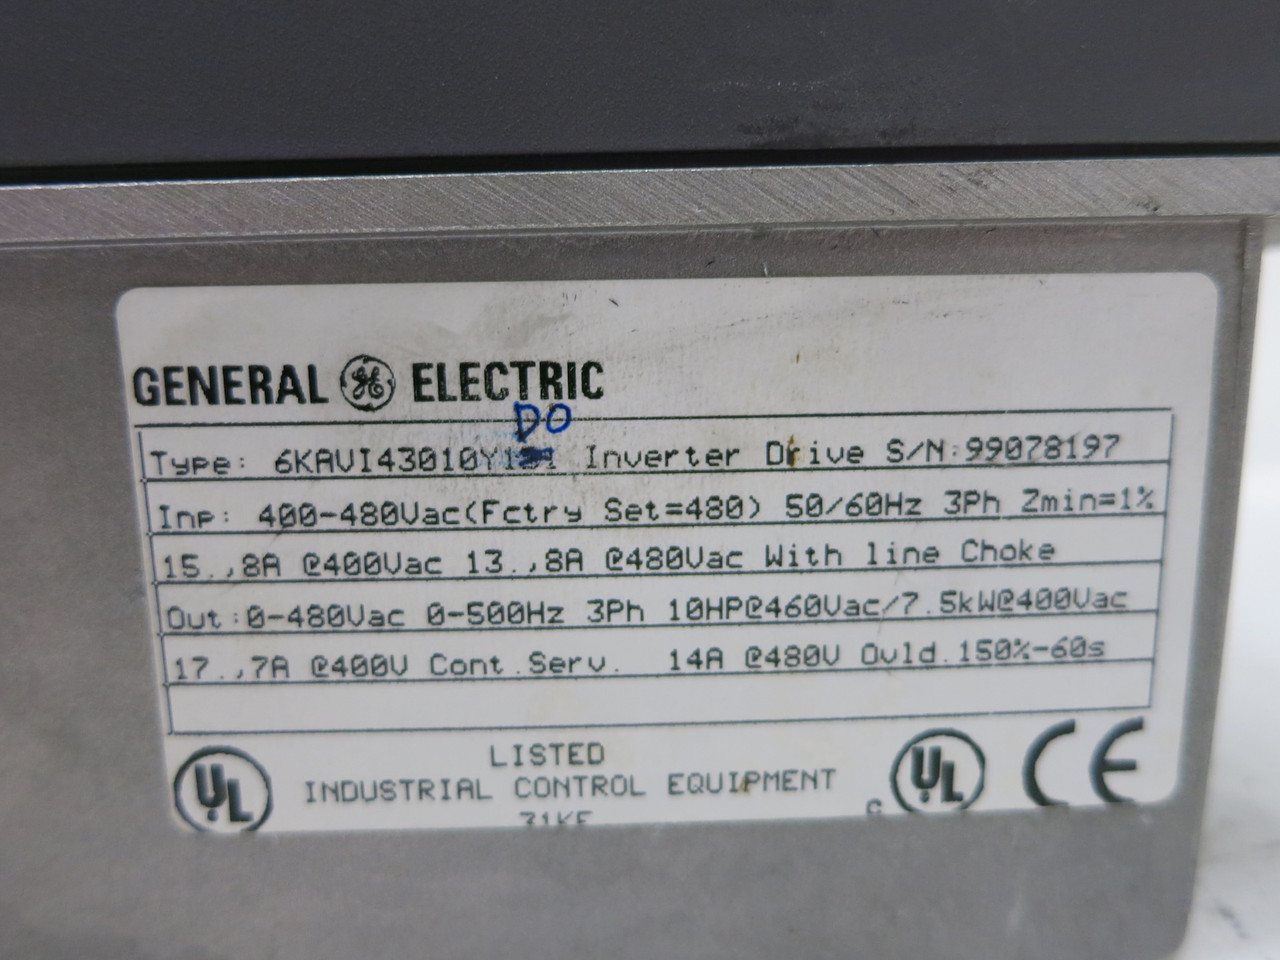 GENERAL GE ELECTRIC
DO
Type: 6KAVI43010Y1 Inverter Drive S/N:99078197
Inp: 400-480Vac(Fctry Set=480) 50/60Hz 3Ph Zmin=1%
15.,8A @400Vac 13.,8A @480Vac With line Choke
Out:0-480Vac 0-500Hz 3Ph 10HP@460Vac/7.5kW@400Vac
17.,7A @400V Cont.Serv. 14A @480V Ovld.150%-60s
LISTED
INDUSTRIAL CONTROL EQUIPMENT
UL
c UL CE